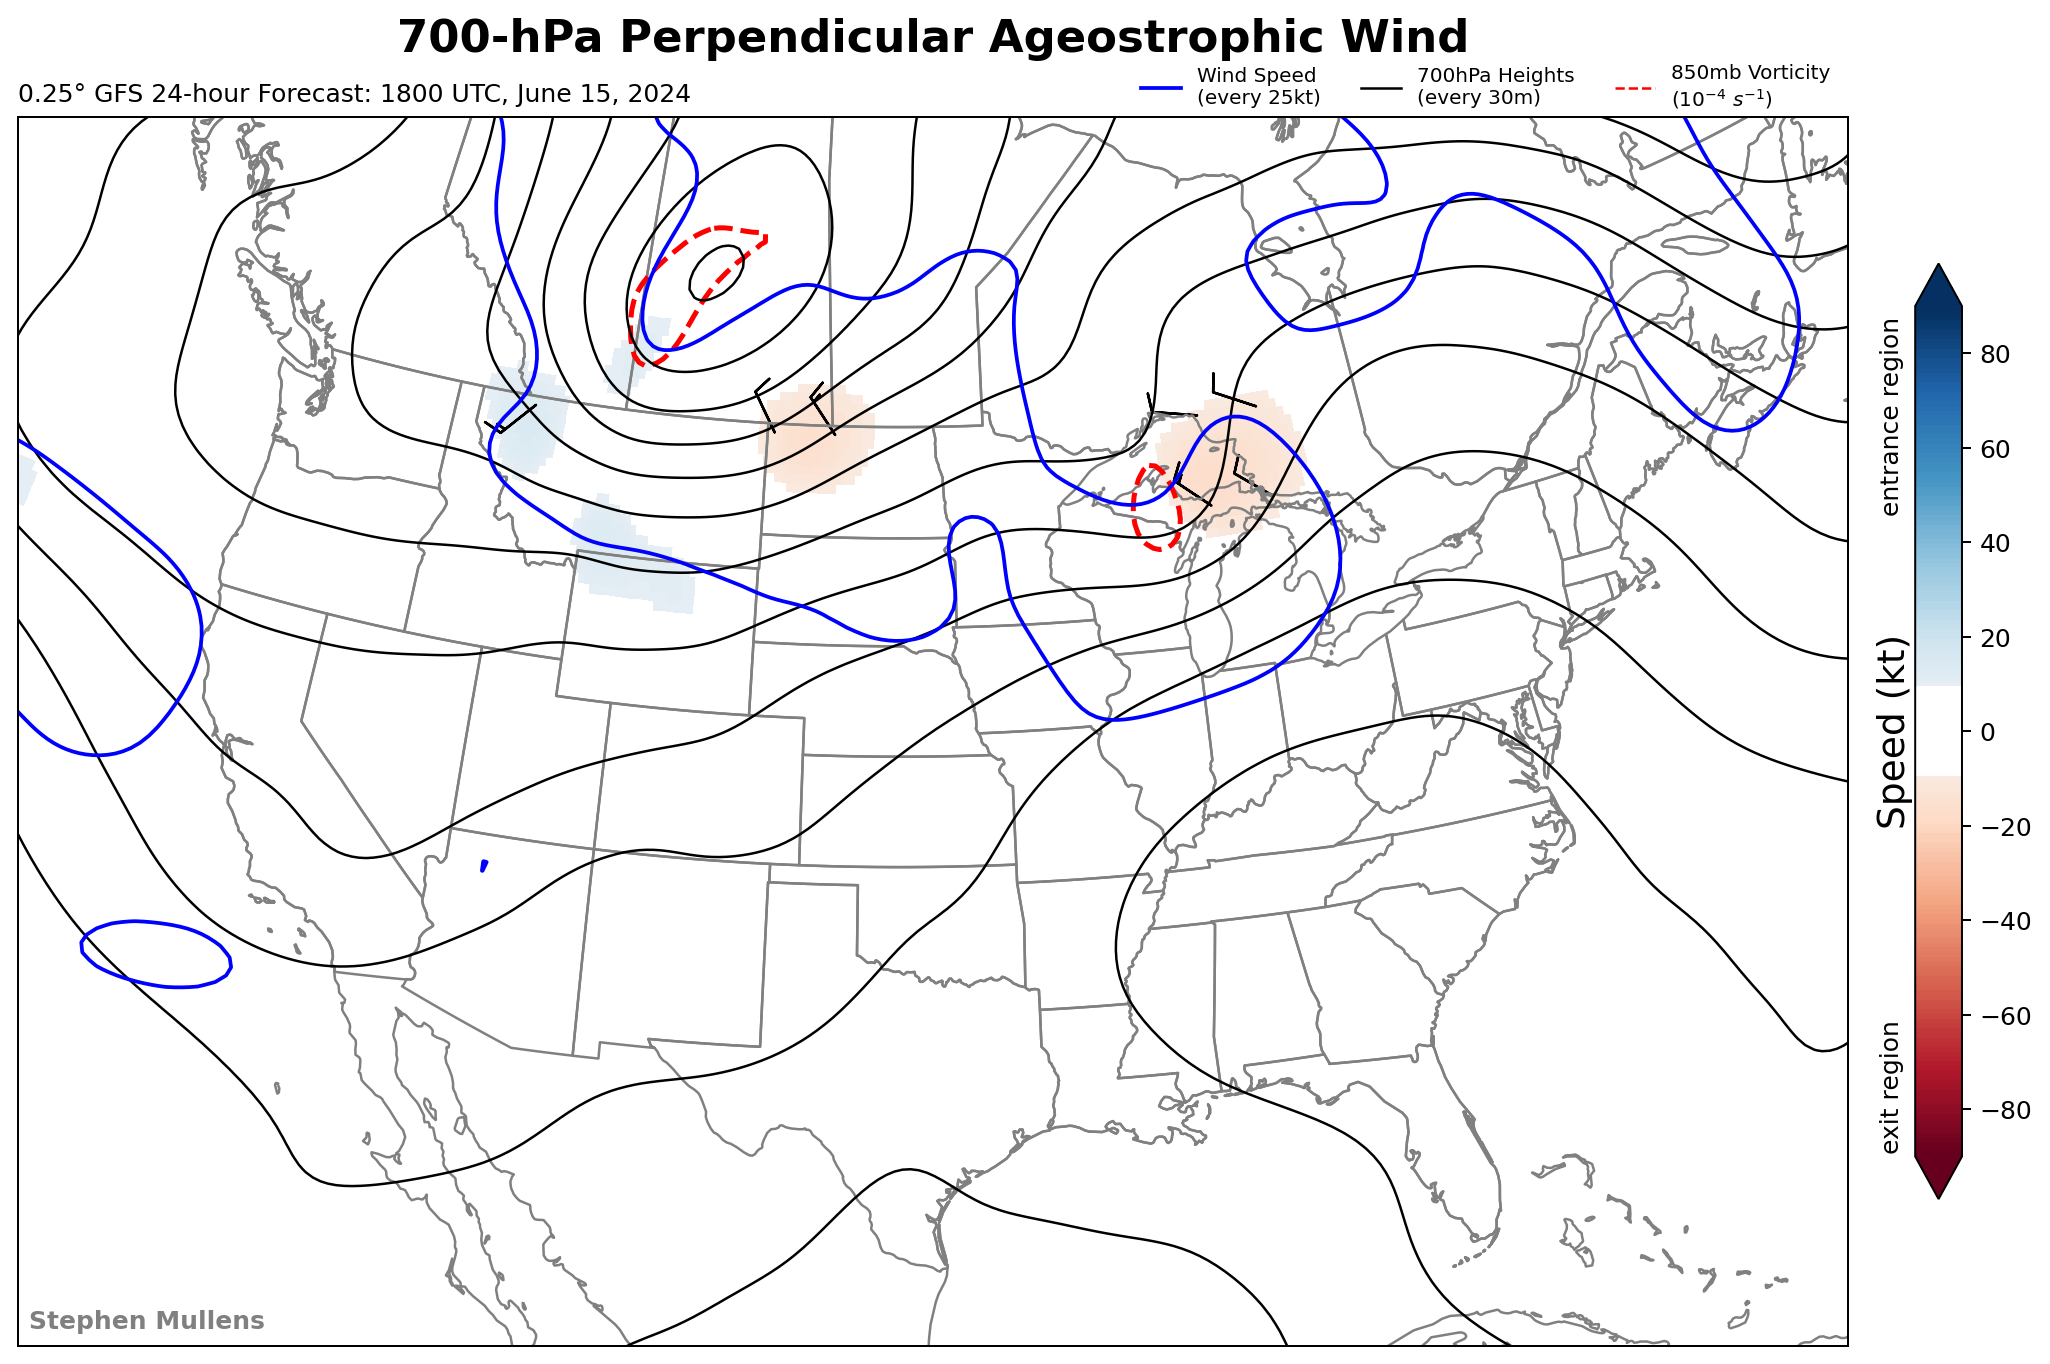 700-hPa Perpendicular Ageostrophic Wind
0.25° GFS 24-hour Forecast: 1800 UTC, June 15, 2024
Wind Speed
(every 25kt)
700hPa Heights
(every 30m)
850mb Vorticity
(10⁻⁴ s⁻¹)
entrance region
Speed (kt)
exit region
80
60
40
20
0
−20
−40
−60
−80
Stephen Mullens